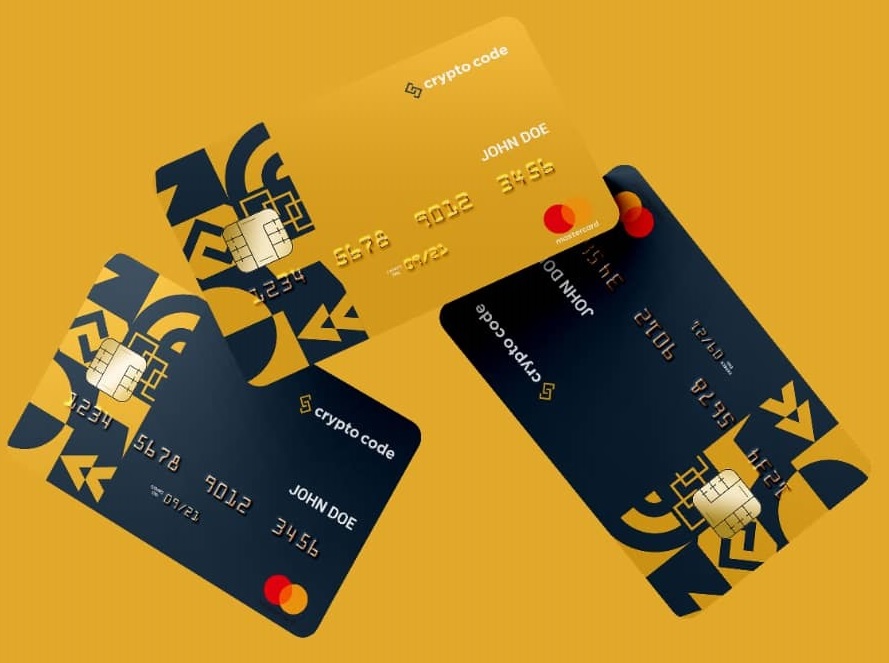 crypto code
JOHN DOE
1234 5678 9012 3456
09/21
mastercard
crypto code
JOHN DOE
1234 5678 9012 3456
09/21
crypto code
JOHN DOE
1234 5678 9012 345
09/21